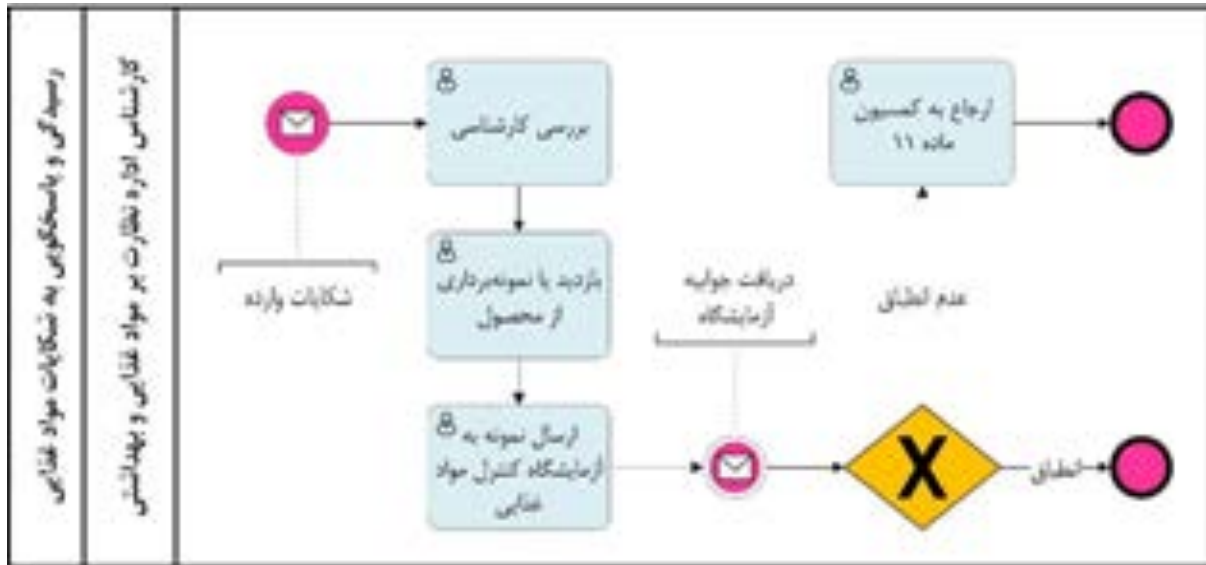 رسیدگی و پاسخگویی به شکایات مواد غذایی
کارشناس اداره نظارت بر مواد غذایی و بهداشتی
شکایات وارده
بررسی کارشناسی
بازدید یا نمونه‌برداری
از محصول
ارسال نمونه به
آزمایشگاه کنترل مواد
غذایی
دریافت جوابیه
آزمایشگاه
X
انطباق
عدم انطباق
ارجاع به کمسیون
ماده ۱۱